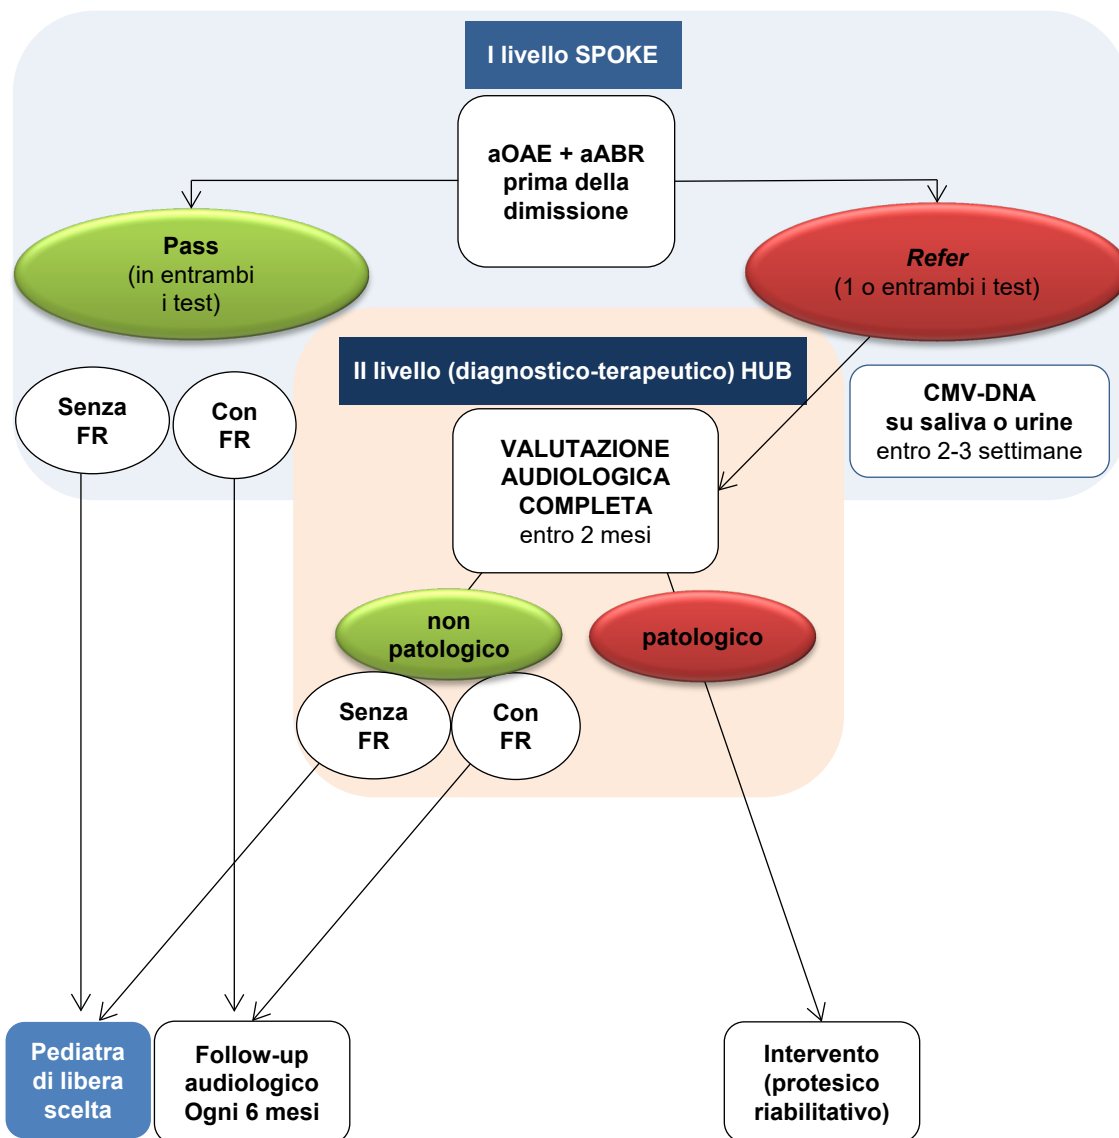 I livello SPOKE
aOAE + aABR
prima della
dimissione
Pass
(in entrambi
i test)
Refer
(1 o entrambi i test)
II livello (diagnostico-terapeutico) HUB
Senza
FR
Con
FR
CMV-DNA
su saliva o urine
entro 2-3 settimane
VALUTAZIONE
AUDIOLOGICA
COMPLETA
entro 2 mesi
non
patologico
patologico
Senza
FR
Con
FR
Pediatra
di libera
scelta
Follow-up
audiologico
Ogni 6 mesi
Intervento
(protesico
riabilitativo)